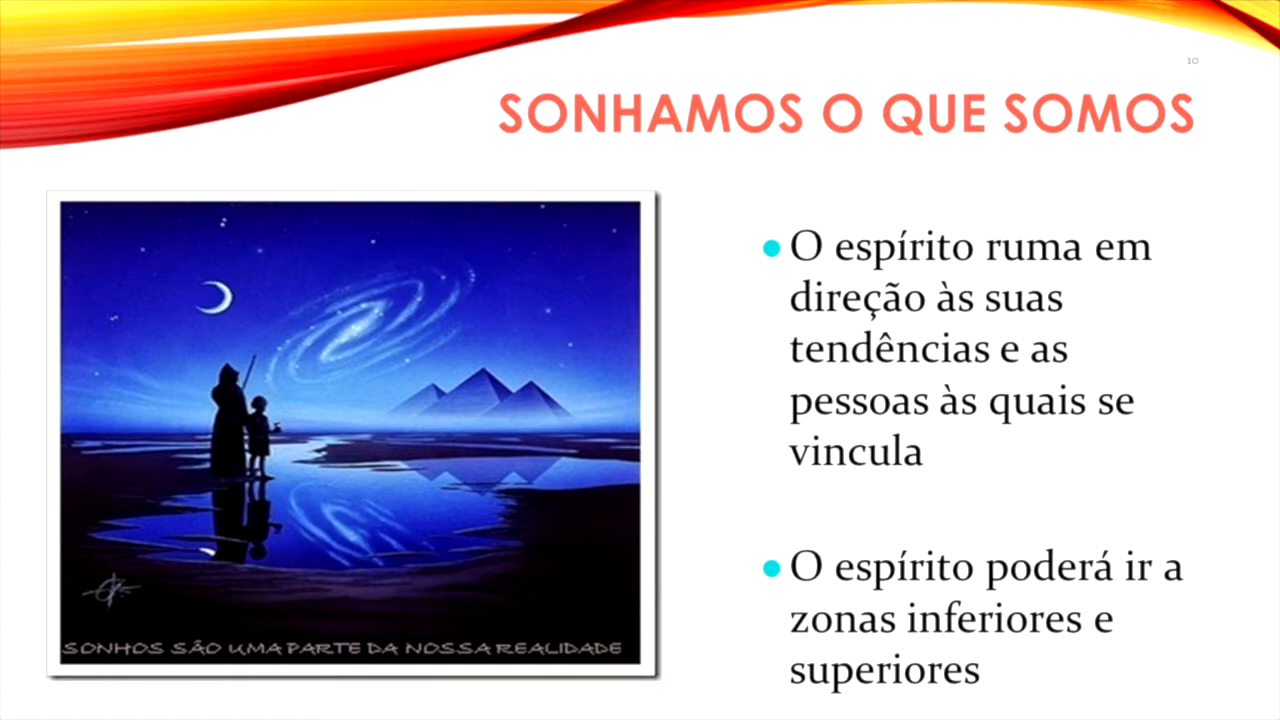 10
SONHAMOS O QUE SOMOS
● O espírito ruma em
direção às suas
tendências e as
pessoas às quais se
vincula
● O espírito poderá ir a
zonas inferiores e
superiores
SONHOS SÃO UMA PARTE DA NOSSA REALIDADE